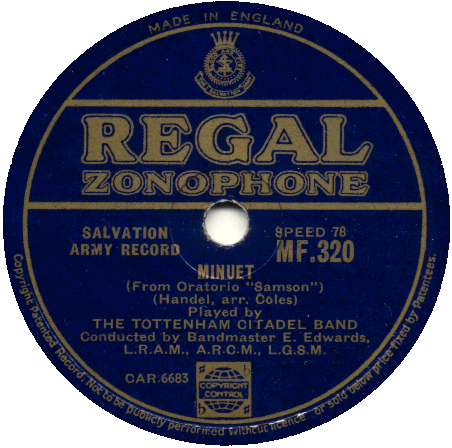 MADE IN ENGLAND
REGAL
ZONOPHONE
SALVATION
ARMY RECORD
SPEED 78
MF.320
MINUET
(From Oratorio "Samson")
(Handel, arr. Coles)
Played by
THE TOTTENHAM CITADEL BAND
Conducted by Bandmaster E. Edwards,
L.R.A.M., A.R.C.M., L.G.S.M.
CAR.6683
COPYRIGHT
CONTROL
Copyright Patented Record. Not to be publicly performed without licence or sold below price fixed by Patentees.